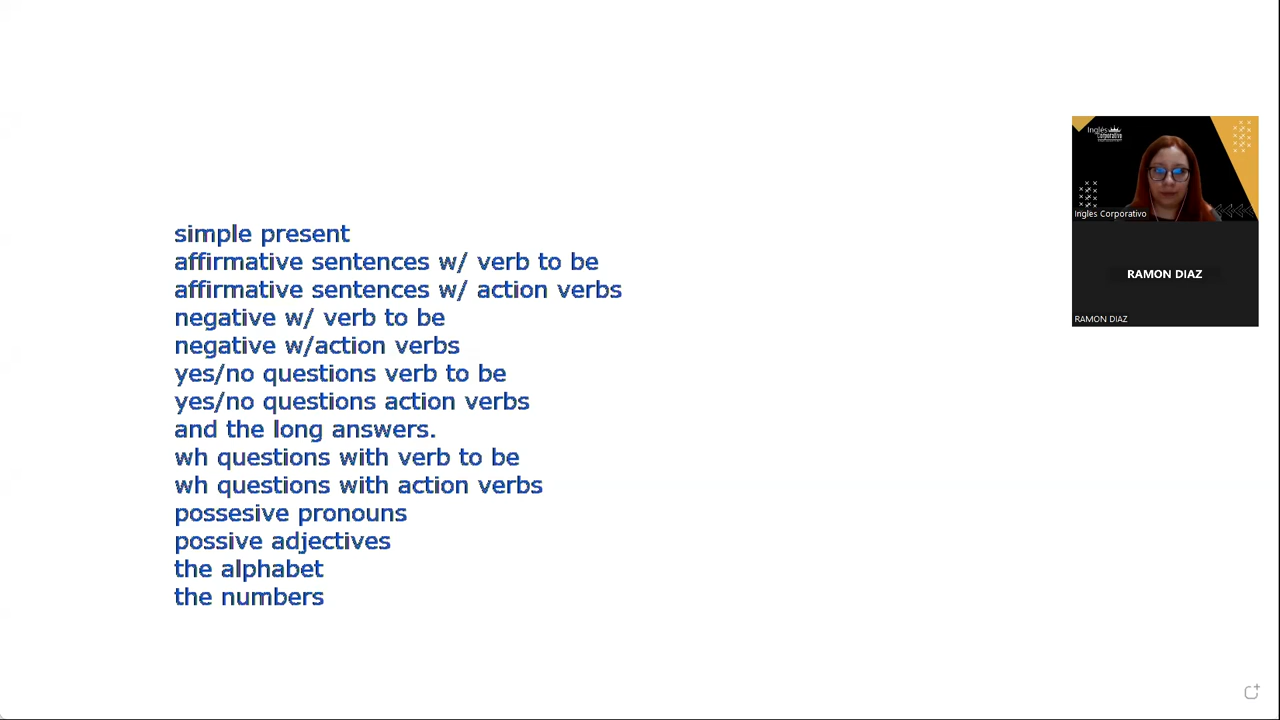 simple present
affirmative sentences w/ verb to be
affirmative sentences w/ action verbs
negative w/ verb to be
negative w/action verbs
yes/no questions verb to be
yes/no questions action verbs
and the long answers.
wh questions with verb to be
wh questions with action verbs
possesive pronouns
possive adjectives
the alphabet
the numbers
Inglés
Corporativo
Ingles Corporativo
RAMON DIAZ
RAMON DIAZ